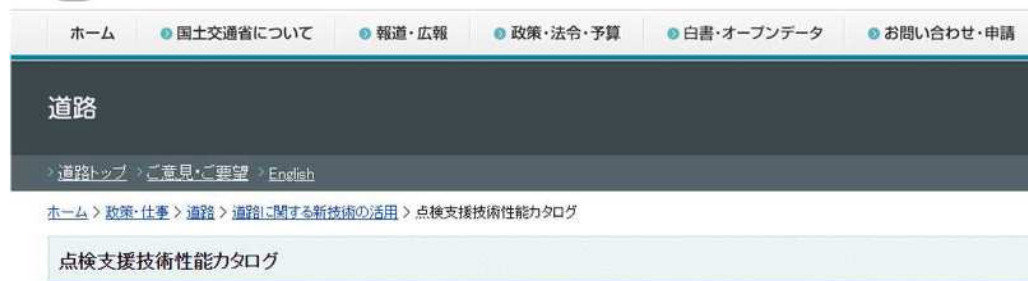 ホーム 国土交通省について 報道・広報 政策・法令・予算 白書・オープンデータ お問い合わせ・申請
道路
>道路トップ >ご意見・ご要望 >English
ホーム > 政策・仕事 > 道路 > 道路に関する新技術の活用 > 点検支援技術性能カタログ
点検支援技術性能カタログ